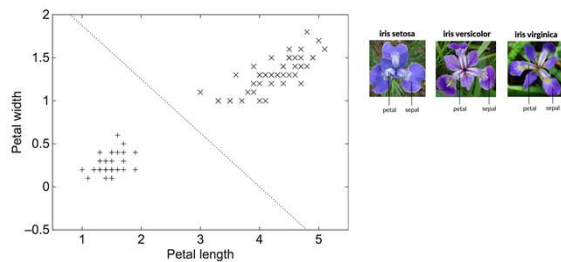 2
1.5
1
0.5
0
–0.5
Petal width
1
2
3
4
5
Petal length
iris setosa
iris versicolor
iris virginica
petal
sepal
petal
sepal
petal
sepal